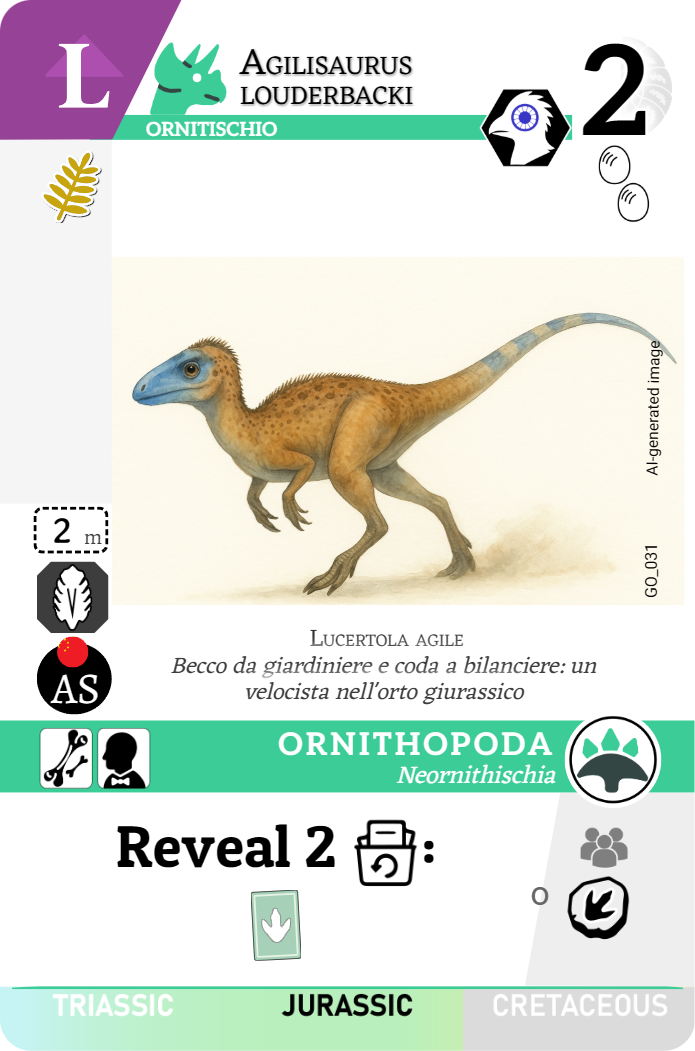 L
AGILISAURUS
LOUDERBACKI
ORNITISCHIO
2
AI-generated image
GO_031
2 m
AS
LUCERTOLA AGILE
Becco da giardiniere e coda a bilanciere: un
velocista nell'orto giurassico
ORNITHOPODA
Neornithischia
Reveal 2 :
O
TRIASSIC JURASSIC CRETACEOUS